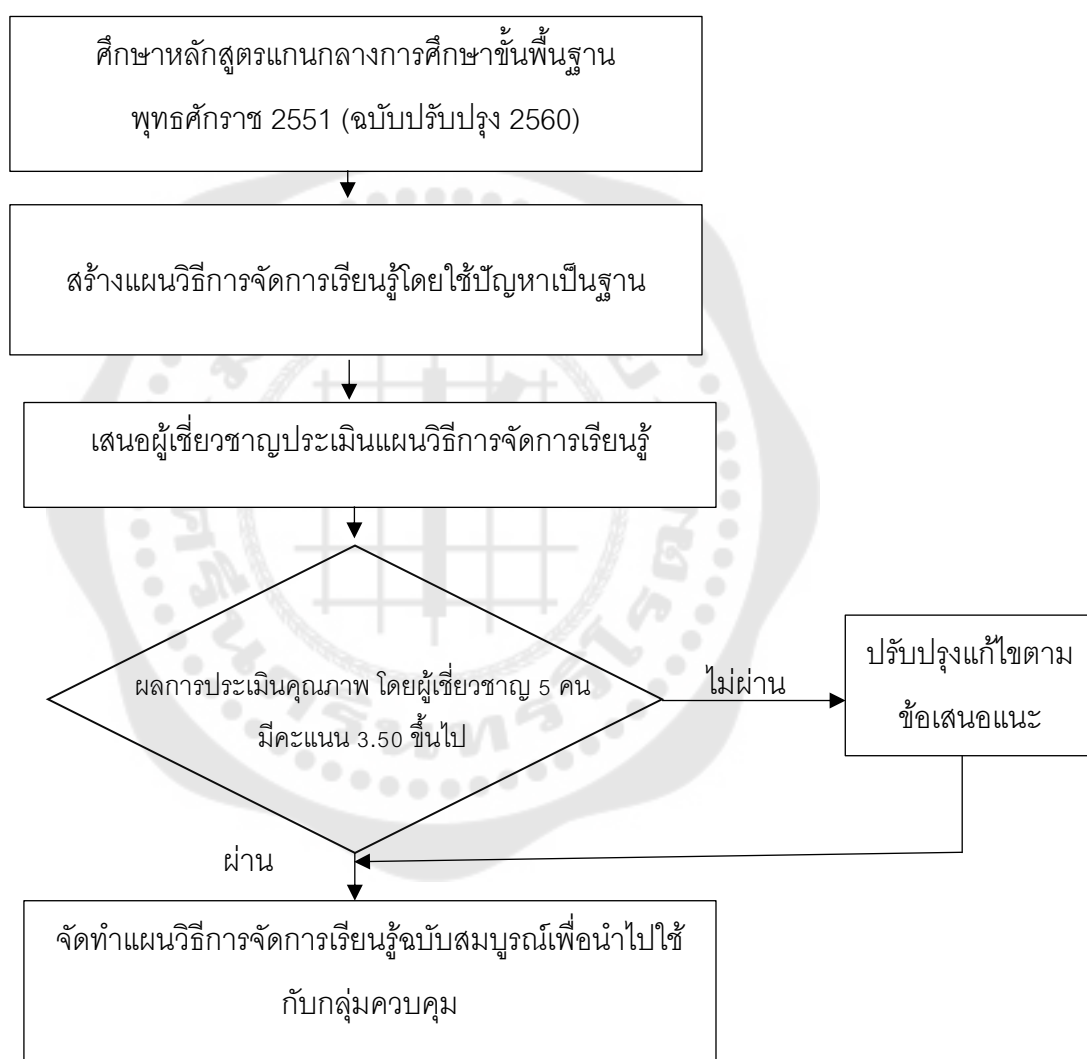 ศึกษาหลักสูตรแกนกลางการศึกษาขั้นพื้นฐาน
พุทธศักราช 2551 (ฉบับปรับปรุง 2560)
สร้างแผนวิธีการจัดการเรียนรู้โดยใช้ปัญหาเป็นฐาน
เสนอผู้เชี่ยวชาญประเมินแผนวิธีการจัดการเรียนรู้
ผลการประเมินคุณภาพ โดยผู้เชี่ยวชาญ 5 คน
มีคะแนน 3.50 ขึ้นไป
ไม่ผ่าน
ปรับปรุงแก้ไขตาม
ข้อเสนอแนะ
ผ่าน
จัดทำแผนวิธีการจัดการเรียนรู้ฉบับสมบูรณ์เพื่อนำไปใช้
กับกลุ่มควบคุม